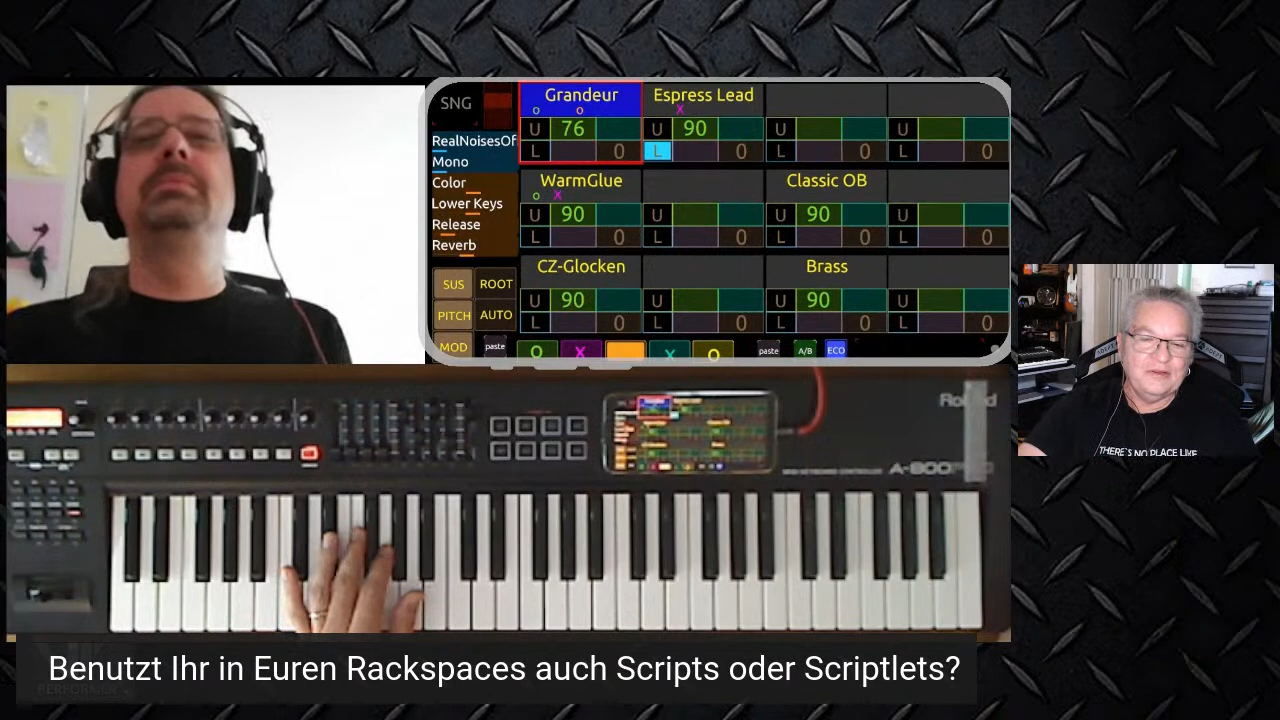 SNG
Grandeur
Espress Lead
o
o
X
U 76
U 90
U
U
L 0
L 0
L 0
L 0
RealNoisesOf
Mono
Color
Lower Keys
Release
Reverb
WarmGlue
Classic OB
o
X
U 90
U
U 90
U
L 0
L 0
L 0
L 0
CZ-Glocken
Brass
U 90
U
U 90
U
L 0
L 0
L 0
L 0
SUS ROOT
PITCH AUTO
MOD paste O X X O paste A/B ECO
A-800
THERE'S NO PLACE LIKE
Benutzt Ihr in Euren Rackspaces auch Scripts oder Scriptlets?
PERFORMER